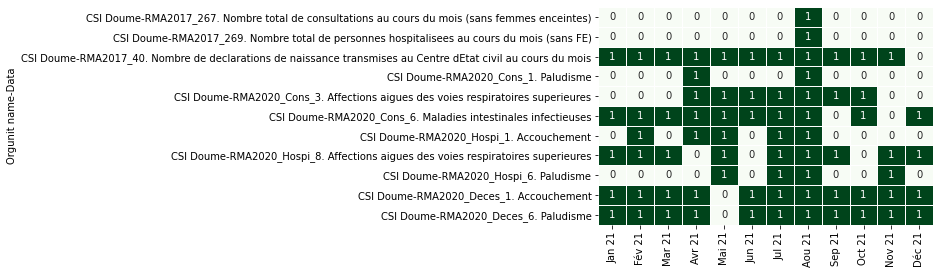 Orgunit name-Data
CSI Doume-RMA2017_267. Nombre total de consultations au cours du mois (sans femmes enceintes) 0 0 0 0 0 0 0 1 0 0 0 0
CSI Doume-RMA2017_269. Nombre total de personnes hospitalisees au cours du mois (sans FE) 0 0 0 0 0 0 0 1 0 0 0 0
CSI Doume-RMA2017_40. Nombre de declarations de naissance transmises au Centre dEtat civil au cours du mois 1 1 1 1 1 1 1 1 1 1 1 0
CSI Doume-RMA2020_Cons_1. Paludisme 0 0 0 1 0 0 0 1 0 0 0 0
CSI Doume-RMA2020_Cons_3. Affections aigues des voies respiratoires superieures 0 0 0 1 1 1 1 1 1 1 0 0
CSI Doume-RMA2020_Cons_6. Maladies intestinales infectieuses 1 1 1 1 1 1 1 1 0 1 0 1
CSI Doume-RMA2020_Hospi_1. Accouchement 0 1 0 1 1 0 1 1 0 0 0 0
CSI Doume-RMA2020_Hospi_8. Affections aigues des voies respiratoires superieures 1 1 1 0 1 0 1 1 1 0 1 1
CSI Doume-RMA2020_Hospi_6. Paludisme 0 0 0 0 1 0 1 1 0 0 1 0
CSI Doume-RMA2020_Deces_1. Accouchement 1 1 1 1 0 1 1 1 1 1 1 1
CSI Doume-RMA2020_Deces_6. Paludisme 1 1 1 1 0 1 1 1 1 1 1 1
Jan 21 Fév 21 Mar 21 Avr 21 Mai 21 Jun 21 Jul 21 Aou 21 Sep 21 Oct 21 Nov 21 Déc 21